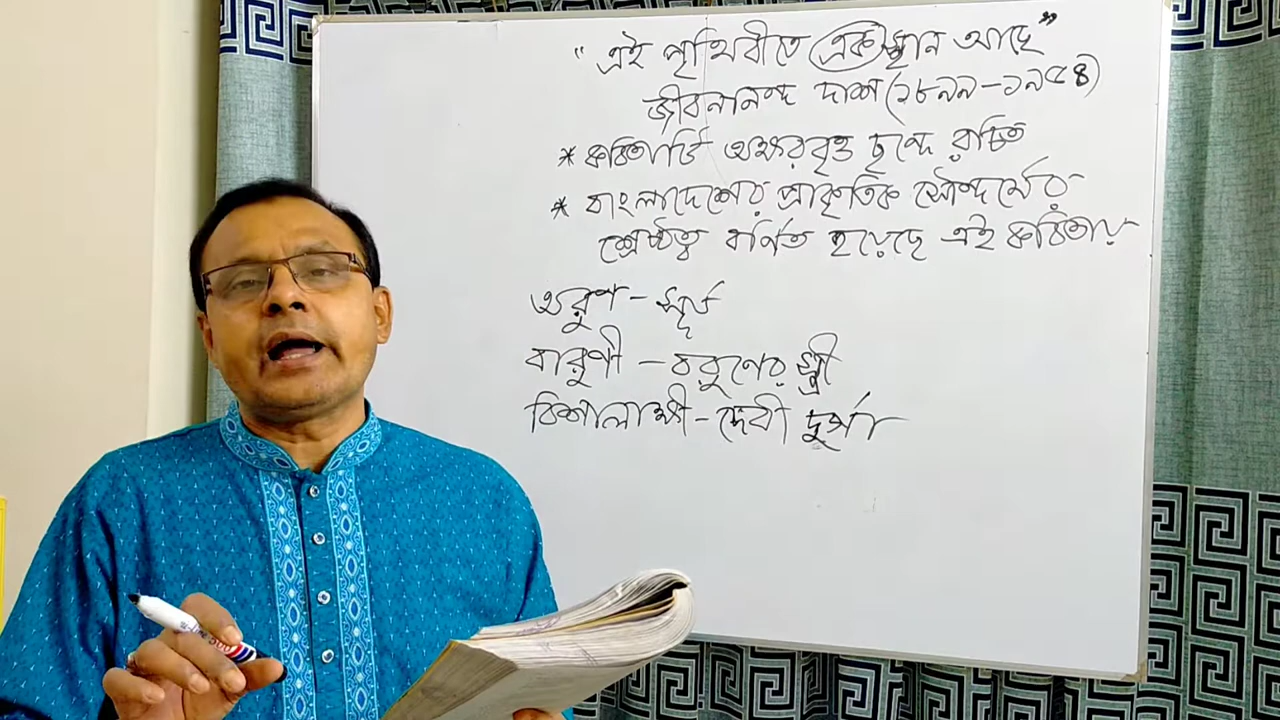 "এই পৃথিবীতে এক স্থান আছে"
জীবনানন্দ দাশ (১৮৯৯-১৯৫৪)
* কবিতাটি অক্ষরবৃত্ত ছন্দে রচিত
* বাংলাদেশের প্রাকৃতিক সৌন্দর্যের
শ্রেষ্ঠত্ব বর্ণিত হয়েছে এই কবিতায়
অরুণ - সূর্য
বারুণী - বরুণের স্ত্রী
বিশালাক্ষী - দেবী দুর্গা